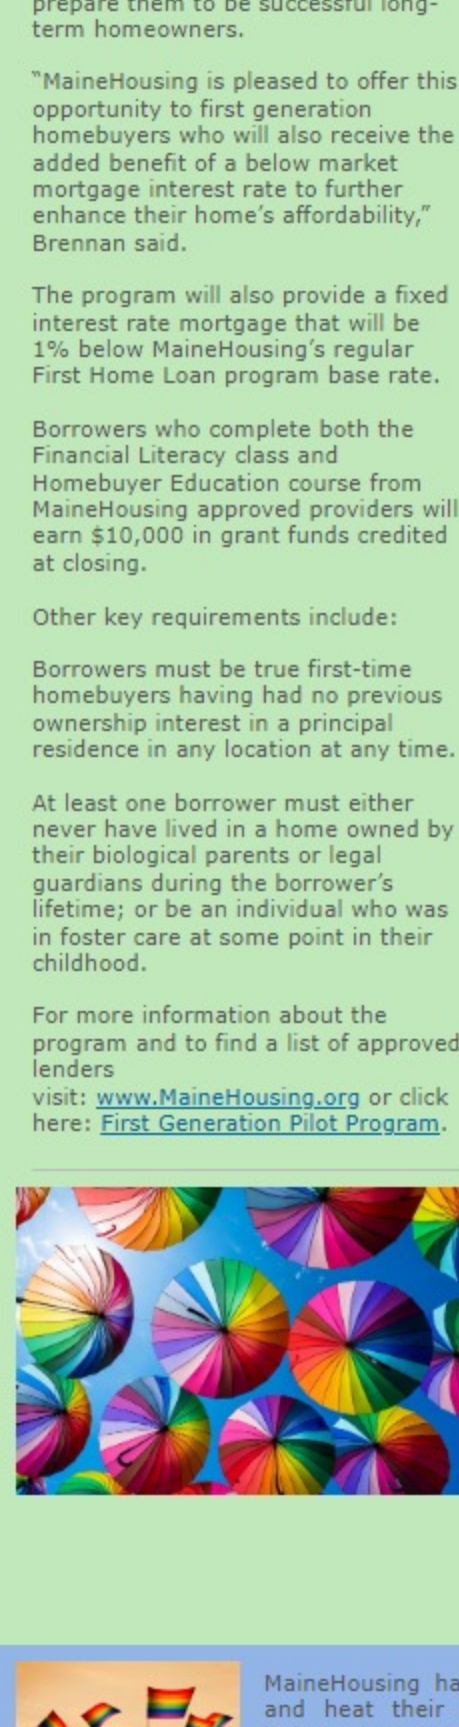 prepare them to be successful long-
term homeowners.
“MaineHousing is pleased to offer this
opportunity to first generation
homebuyers who will also receive the
added benefit of a below market
mortgage interest rate to further
enhance their home’s affordability,”
Brennan said.
The program will also provide a fixed
interest rate mortgage that will be
1% below MaineHousing’s regular
First Home Loan program base rate.
Borrowers who complete both the
Financial Literacy class and
Homebuyer Education course from
MaineHousing approved providers will
earn $10,000 in grant funds credited
at closing.
Other key requirements include:
Borrowers must be true first-time
homebuyers having had no previous
ownership interest in a principal
residence in any location at any time.
At least one borrower must either
never have lived in a home owned by
their biological parents or legal
guardians during the borrower’s
lifetime; or be an individual who was
in foster care at some point in their
childhood.
For more information about the
program and to find a list of approved
lenders
visit: www.MaineHousing.org or click
here: First Generation Pilot Program.
MaineHousing ha
and heat their